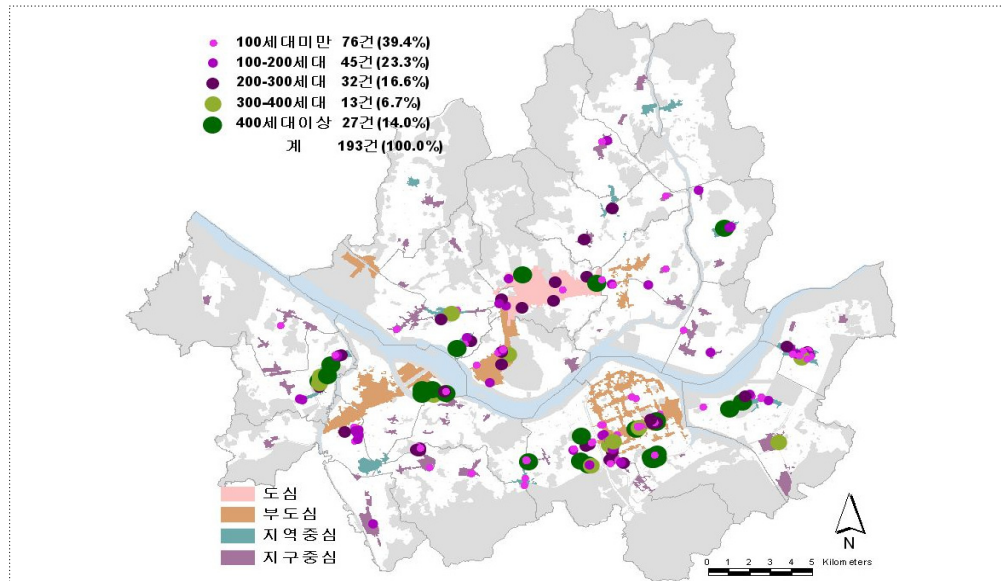 100세대미만 76건(39.4%)
100-200세대 45건(23.3%)
200-300세대 32건(16.6%)
300-400세대 13건(6.7%)
400세대이상 27건(14.0%)
계 193건(100.0%)
도심
부도심
지역중심
지구중심
N
0 1 2 3 4 5 Kilometers